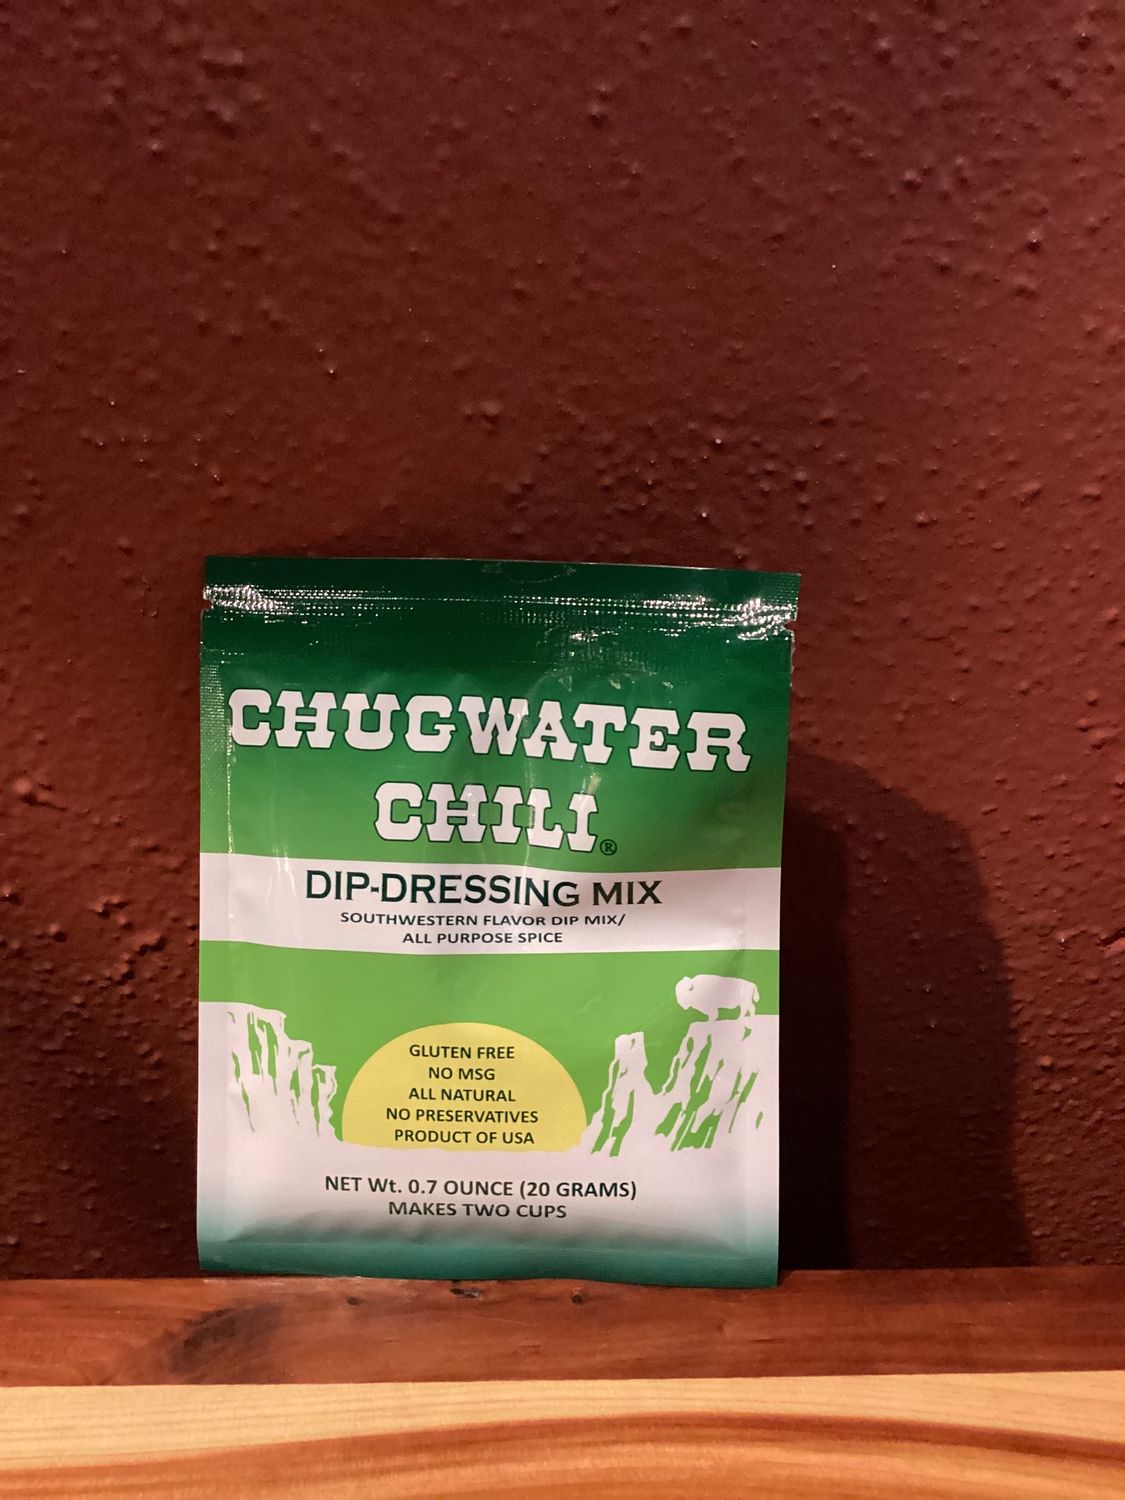 CHUGWATER
CHILI®
DIP-DRESSING MIX
SOUTHWESTERN FLAVOR DIP MIX/
ALL PURPOSE SPICE
GLUTEN FREE
NO MSG
ALL NATURAL
NO PRESERVATIVES
PRODUCT OF USA
NET Wt. 0.7 OUNCE (20 GRAMS)
MAKES TWO CUPS